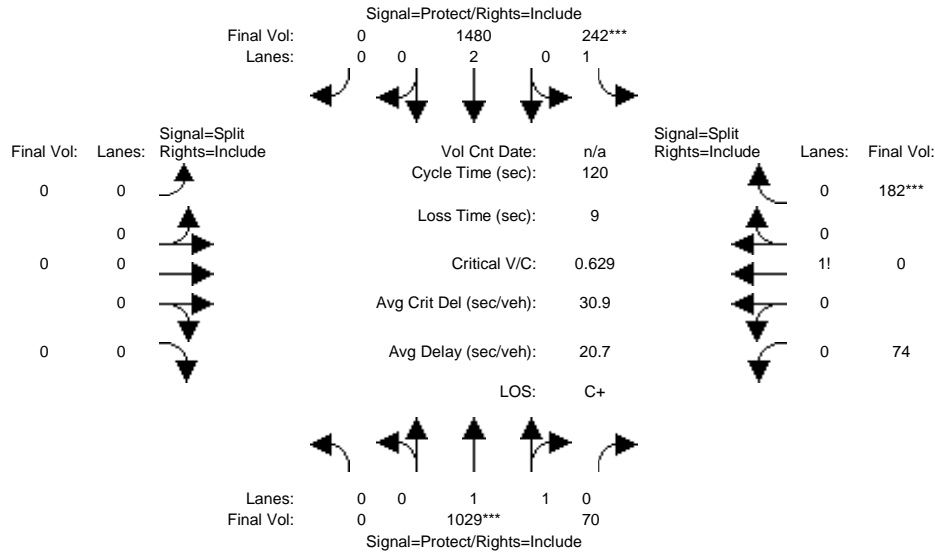 Signal=Protect/Rights=Include
Final Vol: 0 1480 242***
Lanes: 0 0 2 0 1
Signal=Split
Final Vol: Lanes: Rights=Include
Vol Cnt Date: n/a
Signal=Split
Rights=Include Lanes: Final Vol:
Cycle Time (sec): 120
0 0
0 182***
Loss Time (sec): 9
0
0
0 0
Critical V/C: 0.629
1! 0
0
Avg Crit Del (sec/veh): 30.9
0
0 0
Avg Delay (sec/veh): 20.7
0 74
LOS: C+
Lanes: 0 0 1 1 0
Final Vol: 0 1029*** 70
Signal=Protect/Rights=Include